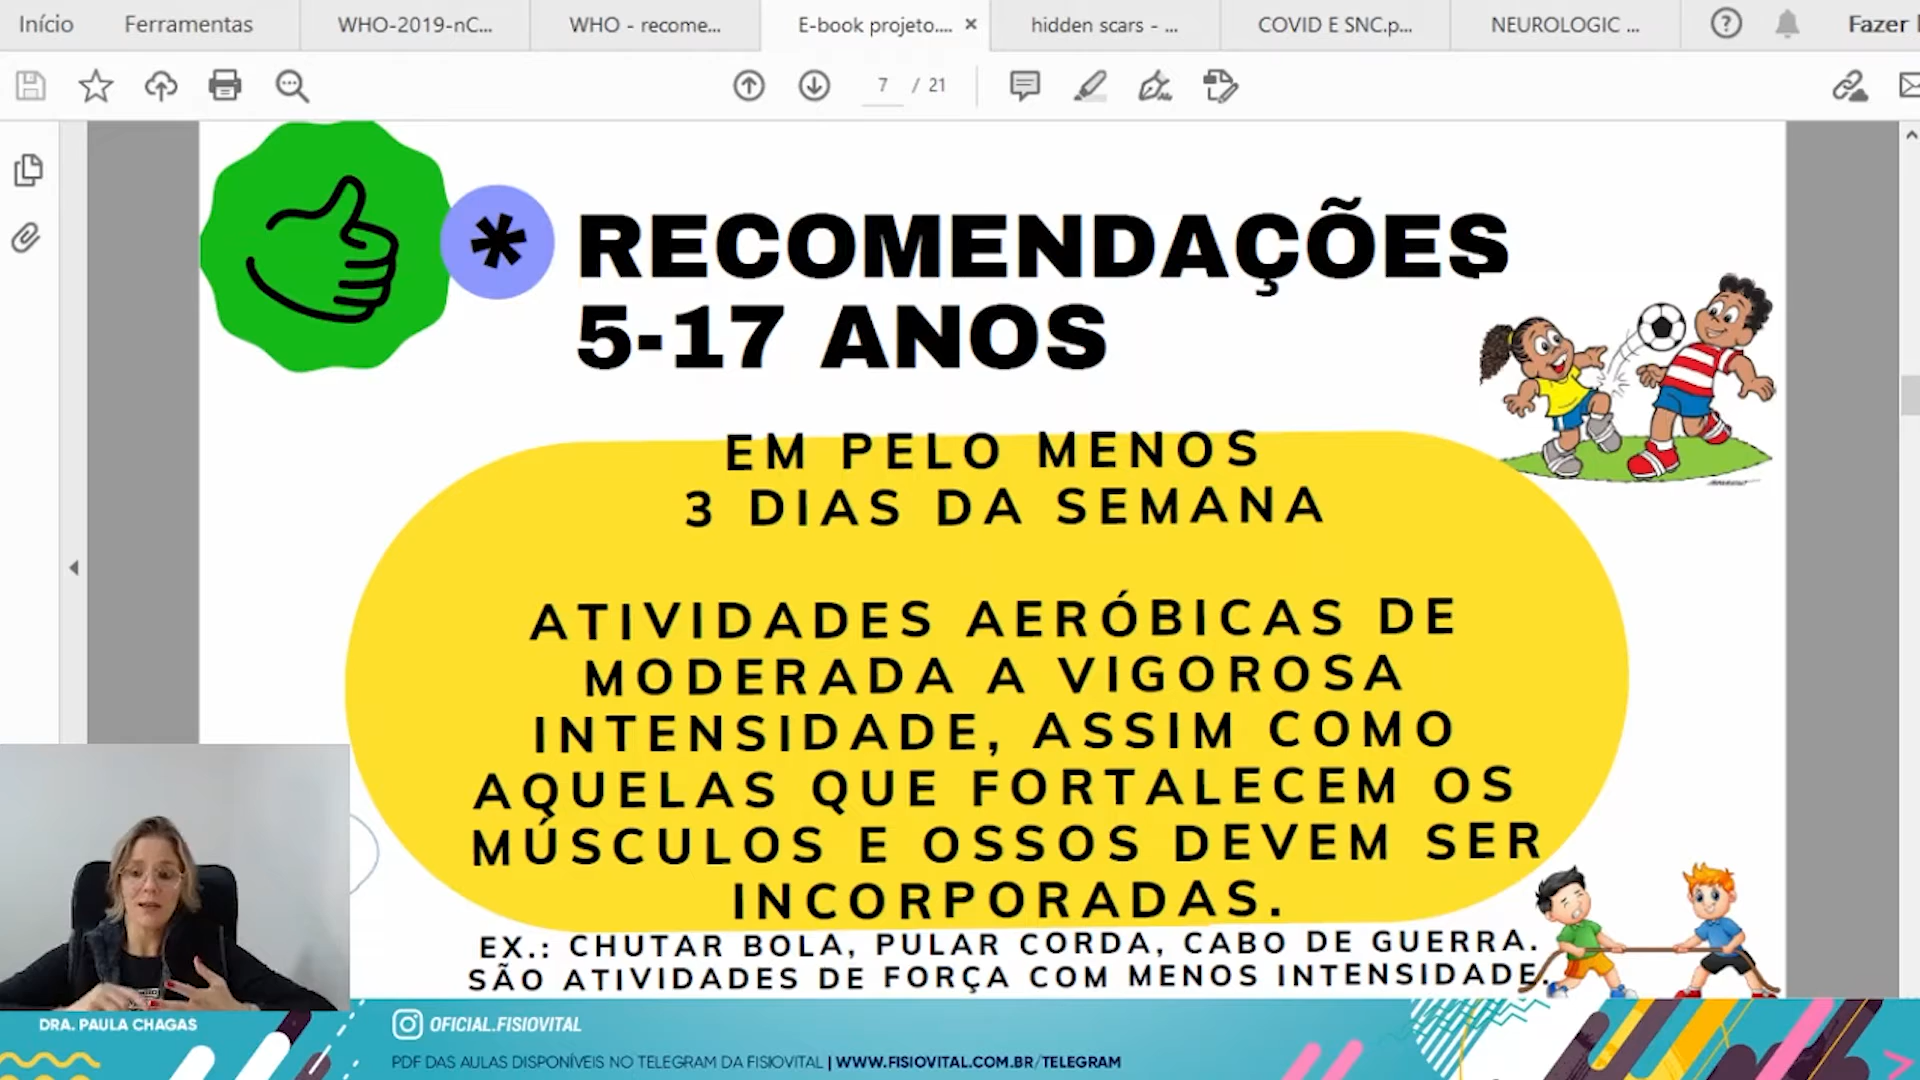 Início Ferramentas WHO-2019-nC... WHO - recome... E-book projeto.... × hidden scars - ... COVID E SNC.p... NEUROLOGIC ... Fazer
7 / 21
* RECOMENDAÇÕES
5-17 ANOS
EM PELO MENOS
3 DIAS DA SEMANA
ATIVIDADES AERÓBICAS DE
MODERADA A VIGOROSA
INTENSIDADE, ASSIM COMO
AQUELAS QUE FORTALECEM OS
MÚSCULOS E OSSOS DEVEM SER
INCORPORADAS.
EX.: CHUTAR BOLA, PULAR CORDA, CABO DE GUERRA.
SÃO ATIVIDADES DE FORÇA COM MENOS INTENSIDADE.
DRA. PAULA CHAGAS
OFICIAL.FISIOVITAL
PDF DAS AULAS DISPONÍVEIS NO TELEGRAM DA FISIOVITAL | WWW.FISIOVITAL.COM.BR/TELEGRAM